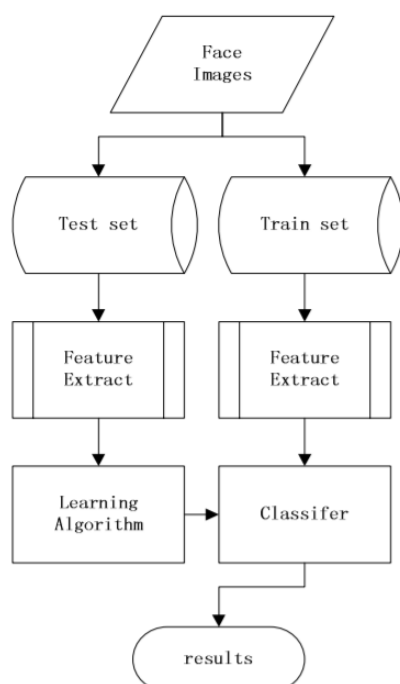 Face
Images
Test set
Train set
Feature
Extract
Feature
Extract
Learning
Algorithm
Classifer
results